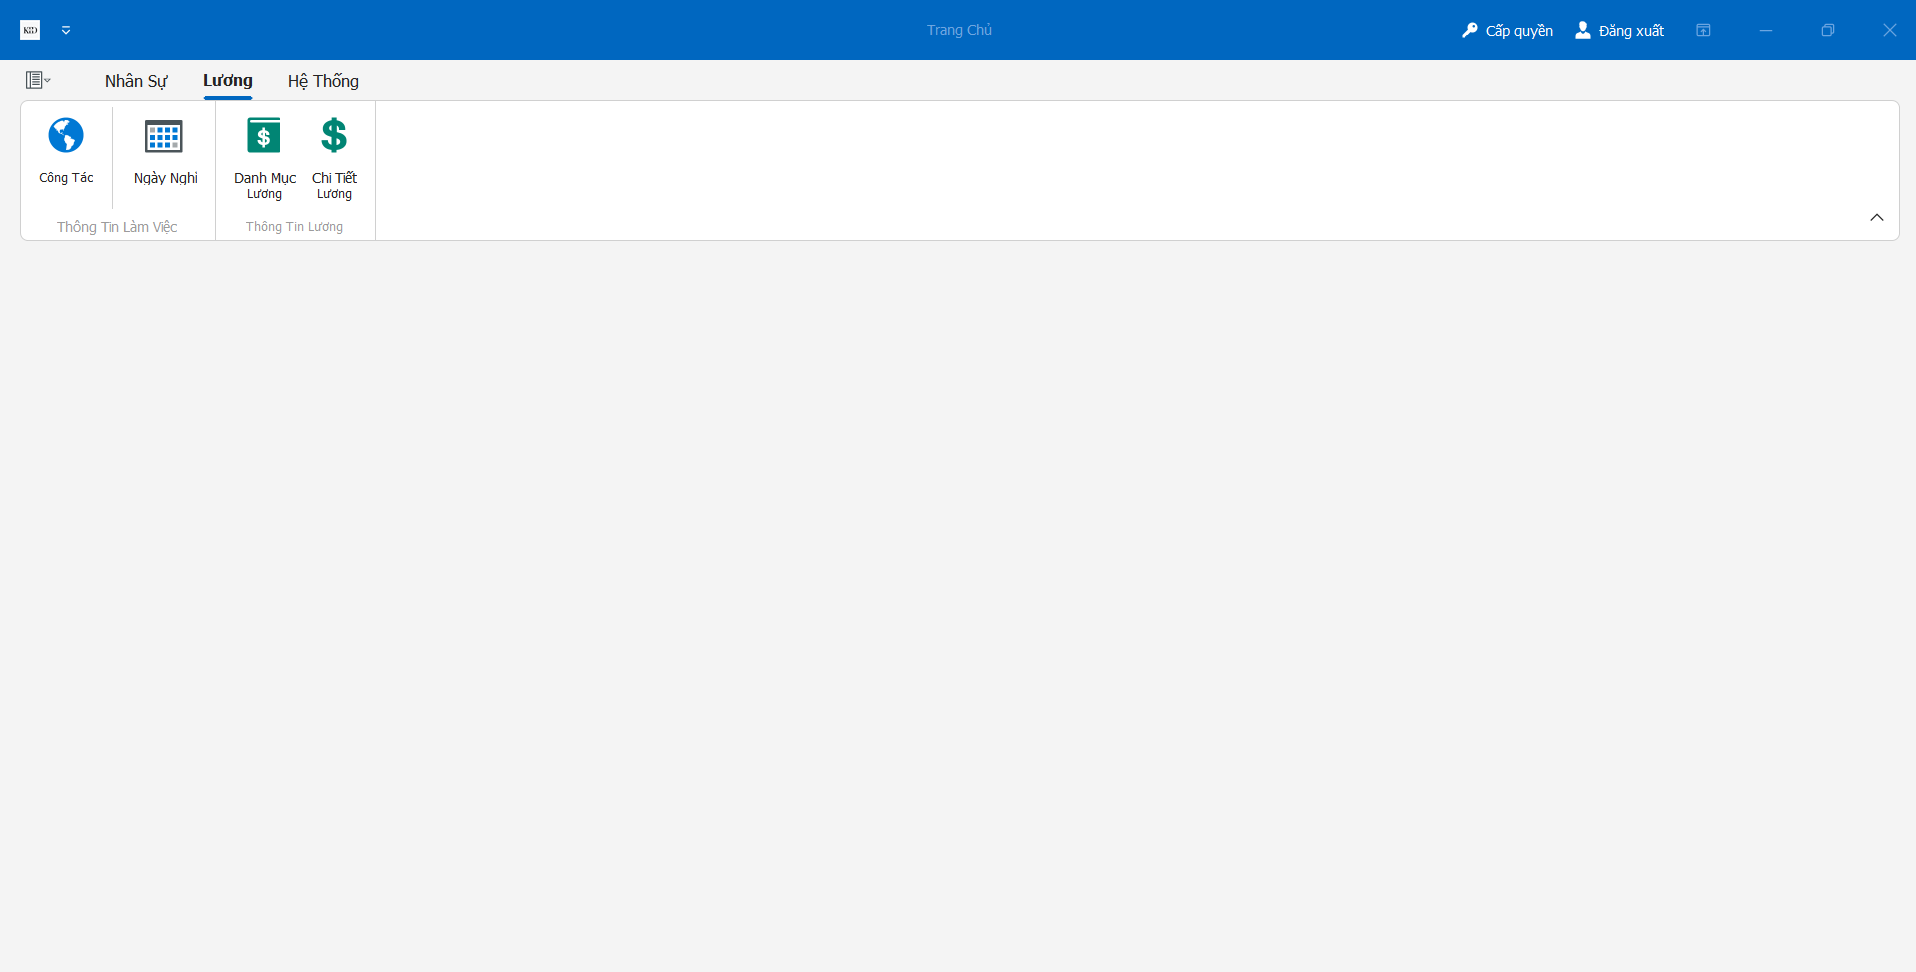 KD
Trang Chủ
Cấp quyền
Đăng xuất
Nhân Sự
Lương
Hệ Thống
Công Tác
Ngày Nghỉ
Danh Mục
Lương
Chi Tiết
Lương
Thông Tin Làm Việc
Thông Tin Lương